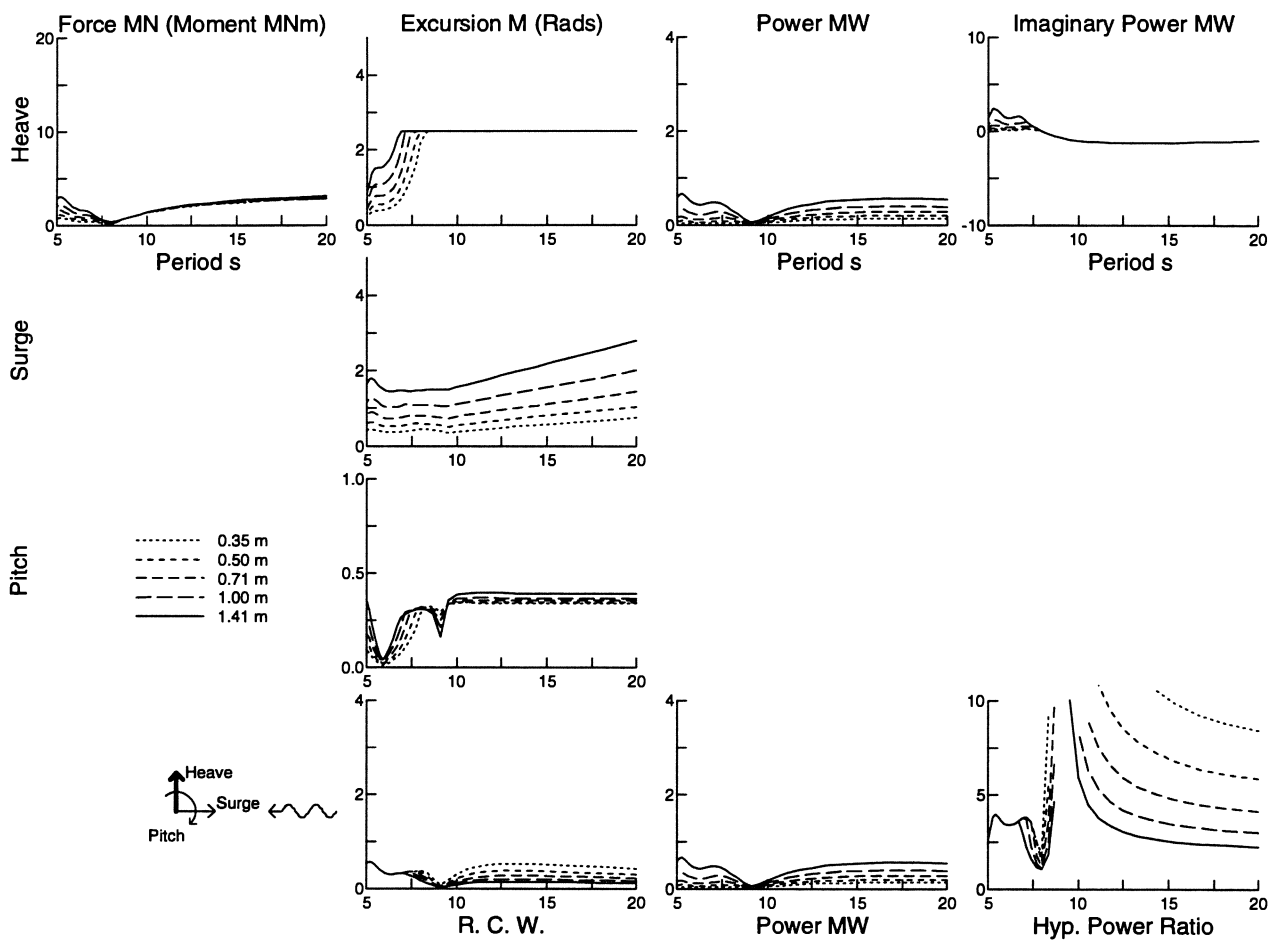 Force MN (Moment MNm) Excursion M (Rads) Power MW Imaginary Power MW
Heave
20
10
0
5 10 15 20
Period s
4
2
0
5 10 15 20
4
2
0
5 10 15 20
Period s
10
0
-10
5 10 15 20
Period s
Surge
4
2
0
5 10 15 20
Pitch
1.0
0.5
0.0
5 10 15 20
0.35 m
0.50 m
0.71 m
1.00 m
1.41 m
Heave
Surge
Pitch
4
2
0
5 10 15 20
R. C. W.
4
2
0
5 10 15 20
Power MW
10
5
0
5 10 15 20
Hyp. Power Ratio